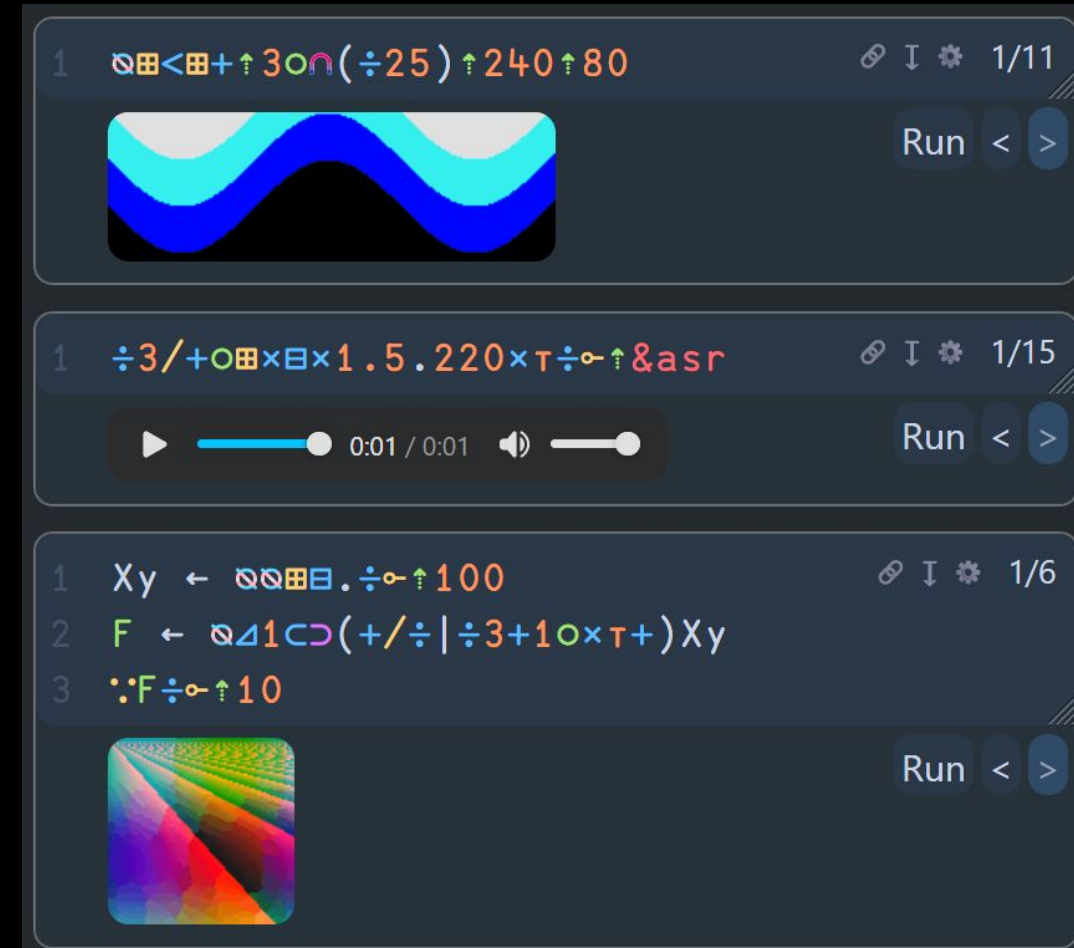 1 ⍉⊞<⊞+⇡3○∩(÷25)⇡240⇡80 1/11
Run < >
1 ÷3/+○⊞×⊟×1.5.220×τ÷⟜⇡&asr 1/15
0:01 / 0:01 Run < >
1 Xy ← ⍉⍉⊞⊟.÷⟜⇡100 1/6
2 F ← ⍉⊿1⊂⊃(+/÷|÷3+1○×τ+)Xy
3 ∵F÷⟜⇡10
Run < >